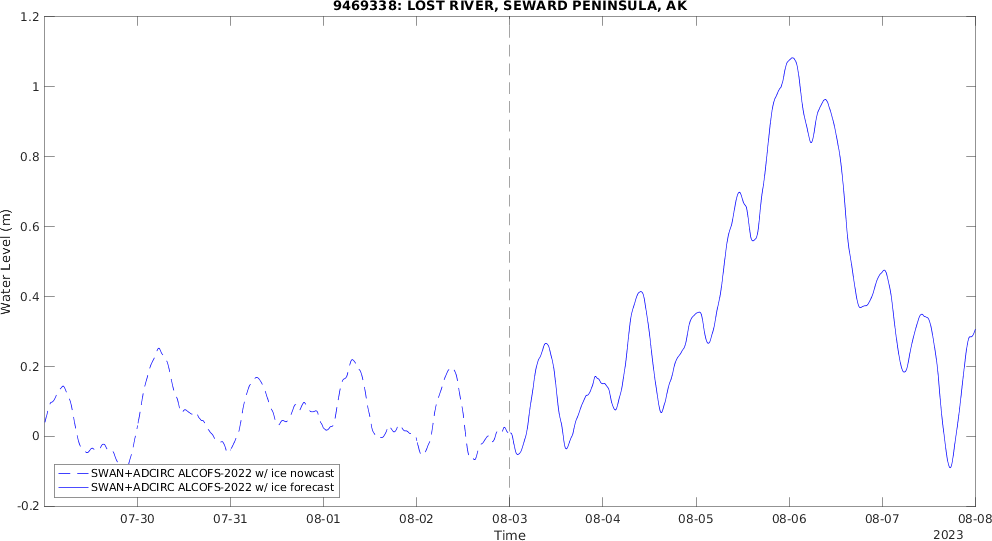 9469338: LOST RIVER, SEWARD PENINSULA, AK
1.2
1
0.8
0.6
0.4
0.2
0
-0.2
Water Level (m)
SWAN+ADCIRC ALCOFS-2022 w/ ice nowcast
SWAN+ADCIRC ALCOFS-2022 w/ ice forecast
07-30 07-31 08-01 08-02 08-03 08-04 08-05 08-06 08-07 08-08
Time
2023